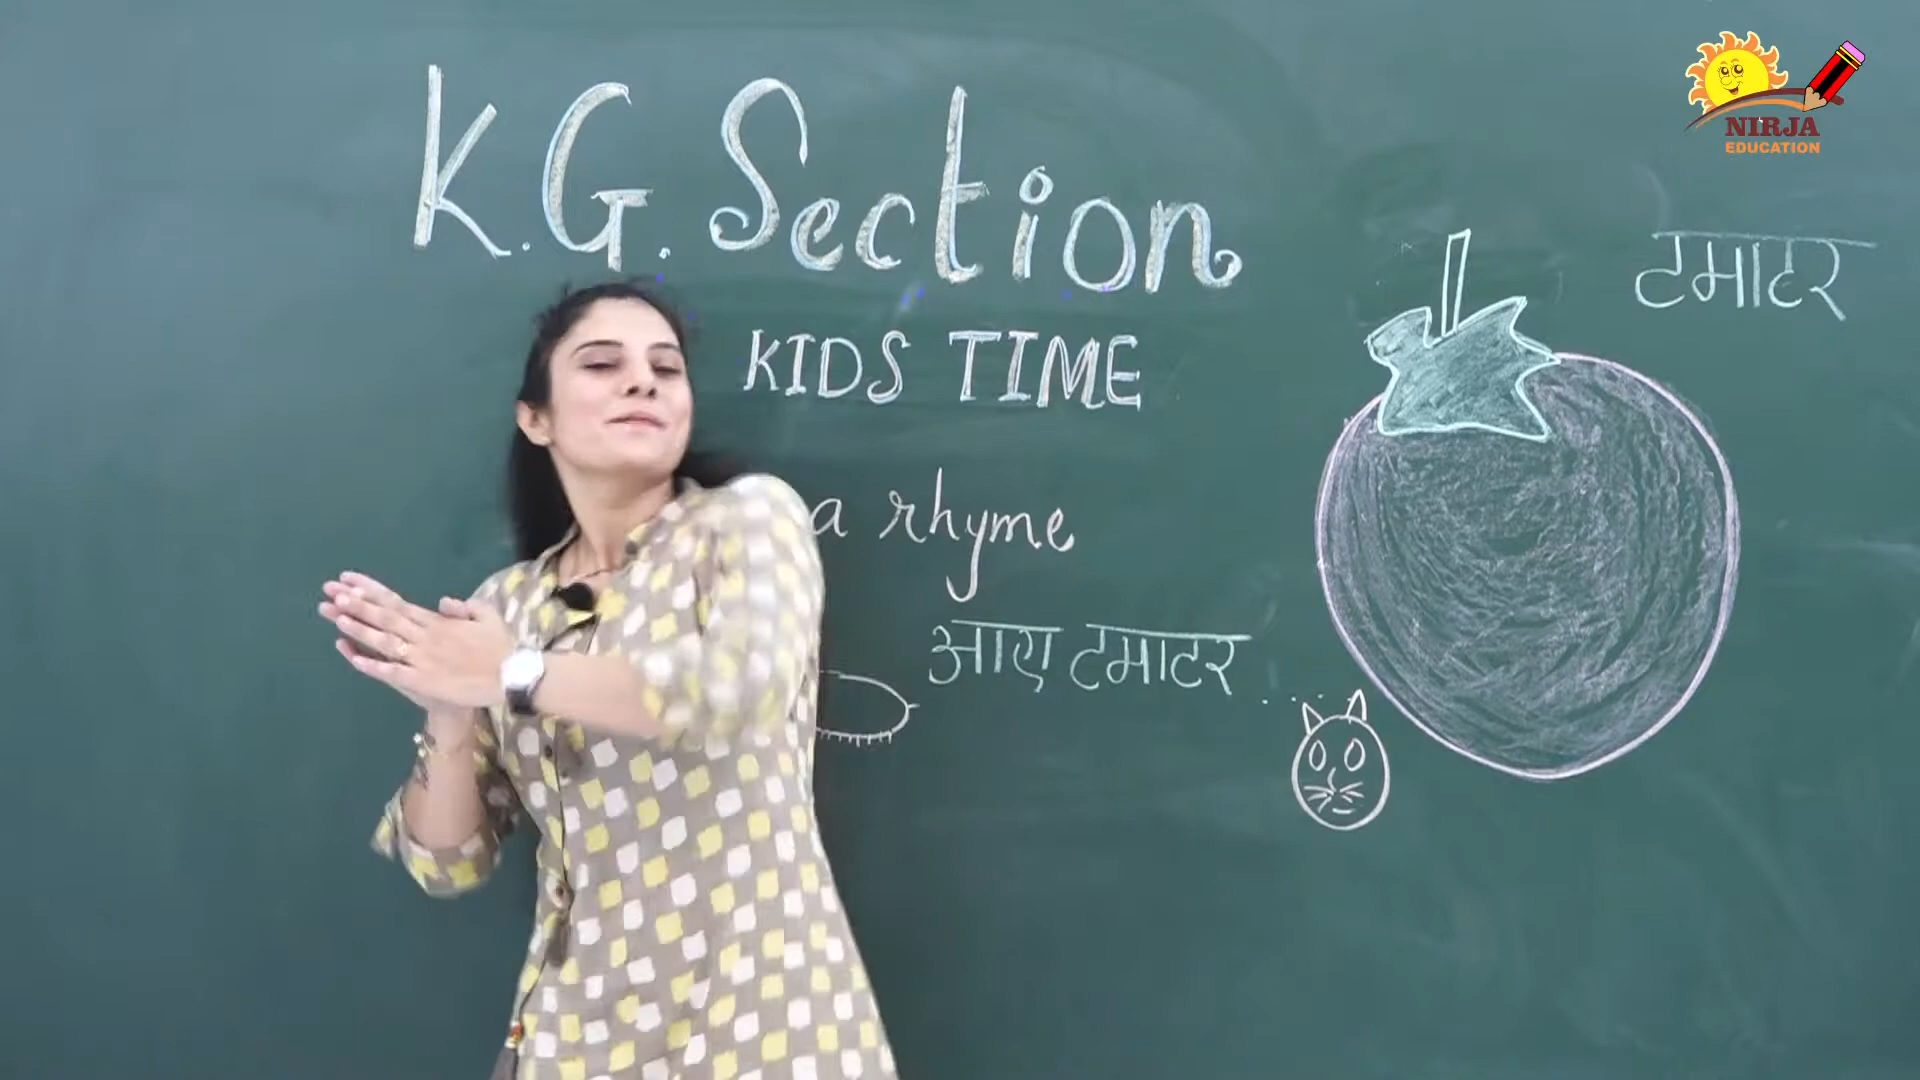 K.G. Section
NIRJA
EDUCATION
टमाटर
KIDS TIME
a rhyme
आए टमाटर ....